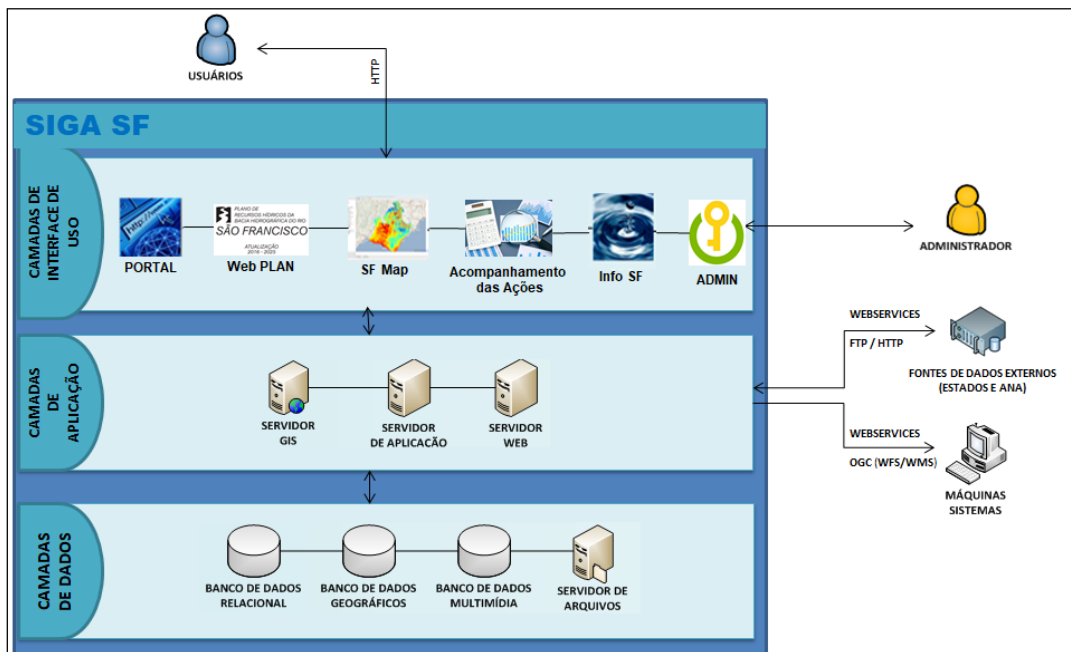 USUÁRIOS
HTTP
SIGA SF
CAMADAS DE
INTERFACE DE
USO
http://www.
PORTAL
PLANO DE
RECURSOS HÍDRICOS DA
BACIA HIDROGRÁFICA DO RIO
SÃO FRANCISCO
ATUALIZAÇÃO
2016 - 2025
Web PLAN
SF Map
Acompanhamento
das Ações
Info SF
ADMIN
ADMINISTRADOR
CAMADAS
DE
APLICAÇÃO
SERVIDOR
GIS
SERVIDOR
DE APLICAÇÃO
SERVIDOR
WEB
WEBSERVICES
FTP / HTTP
FONTES DE DADOS EXTERNOS
(ESTADOS E ANA)
WEBSERVICES
OGC (WFS/WMS)
MÁQUINAS
SISTEMAS
CAMADAS
DE DADOS
BANCO DE DADOS
RELACIONAL
BANCO DE DADOS
GEOGRÁFICOS
BANCO DE DADOS
MULTIMÍDIA
SERVIDOR DE
ARQUIVOS